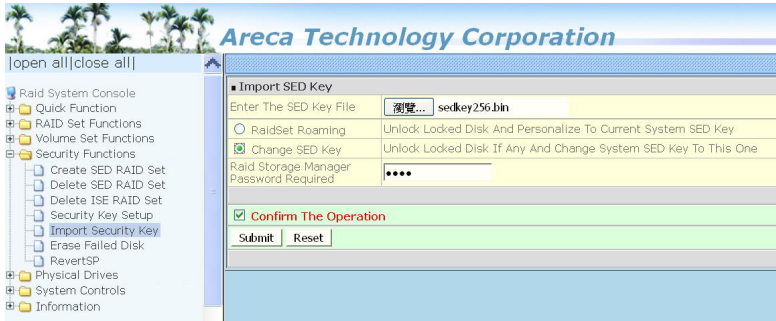 Areca Technology Corporation
|open all|close all|
Raid System Console
Quick Function
RAID Set Functions
Volume Set Functions
Security Functions
Create SED RAID Set
Delete SED RAID Set
Delete ISE RAID Set
Security Key Setup
Import Security Key
Erase Failed Disk
RevertSP
Physical Drives
System Controls
Information
Import SED Key
Enter The SED Key File 瀏覽... sedkey256.bin
RaidSet Roaming Unlock Locked Disk And Personalize To Current System SED Key
Change SED Key Unlock Locked Disk If Any And Change System SED Key To This One
Raid Storage Manager
Password Required ••••
Confirm The Operation
Submit Reset